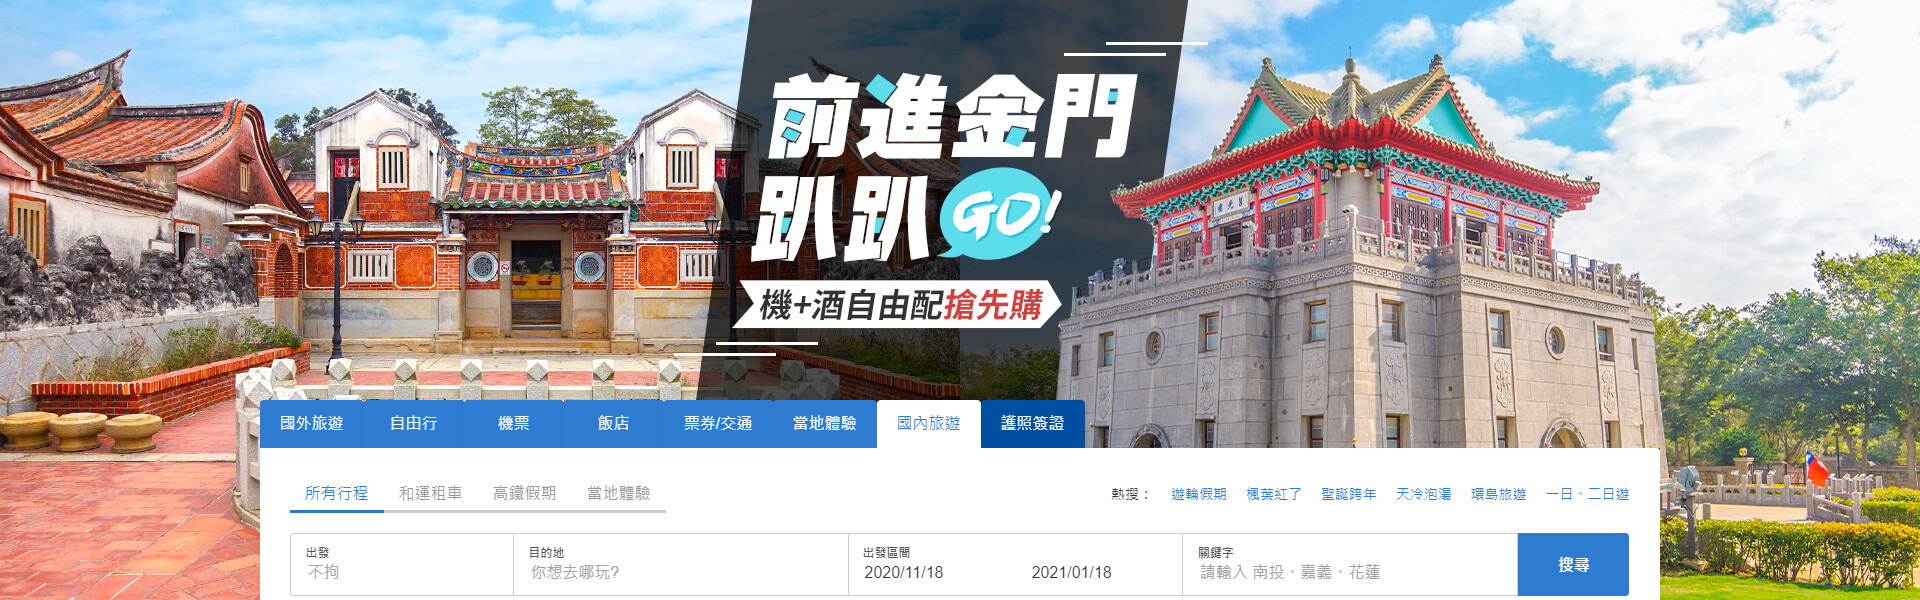 前進金門
趴趴GO!
機+酒自由配搶先購
國外旅遊 自由行 機票 飯店 票券/交通 當地體驗 國內旅遊 護照簽證
所有行程 和運租車 高鐵假期 當地體驗
熱搜： 遊輪假期 楓葉紅了 聖誕跨年 天冷泡湯 環島旅遊 一日、二日遊
出發 目的地 出發區間 關鍵字
不拘 你想去哪玩? 2020/11/18 2021/01/18 請輸入 南投、嘉義、花蓮
搜尋